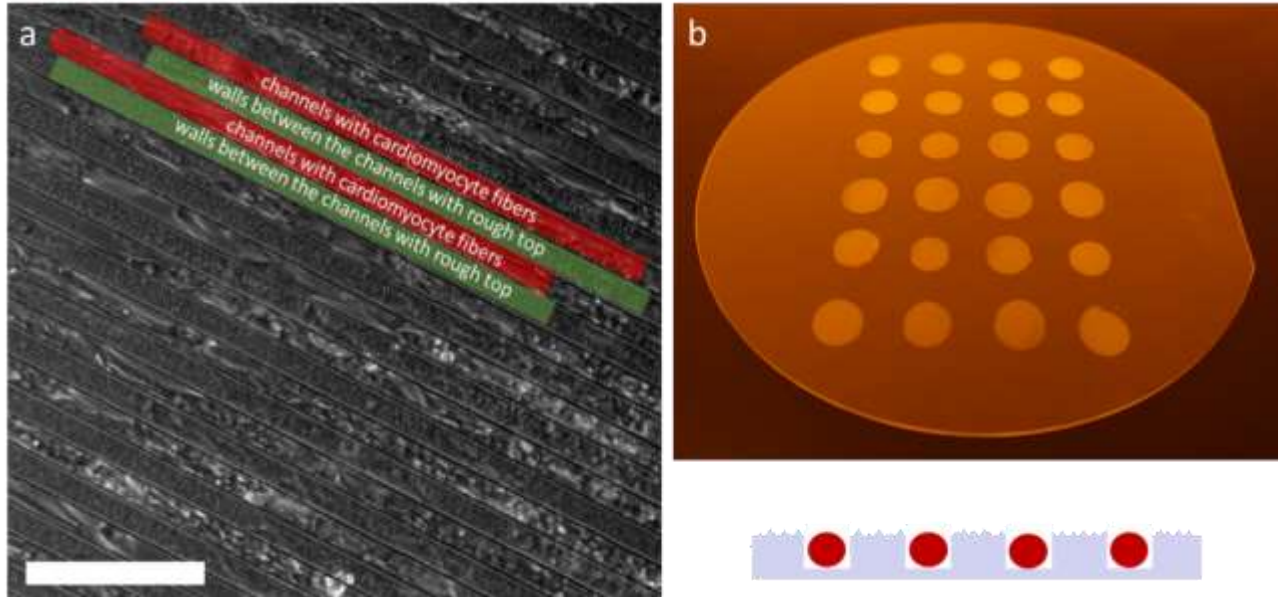 a
channels with cardiomyocyte fibers
walls between the channels with rough top
channels with cardiomyocyte fibers
walls between the channels with rough top
b